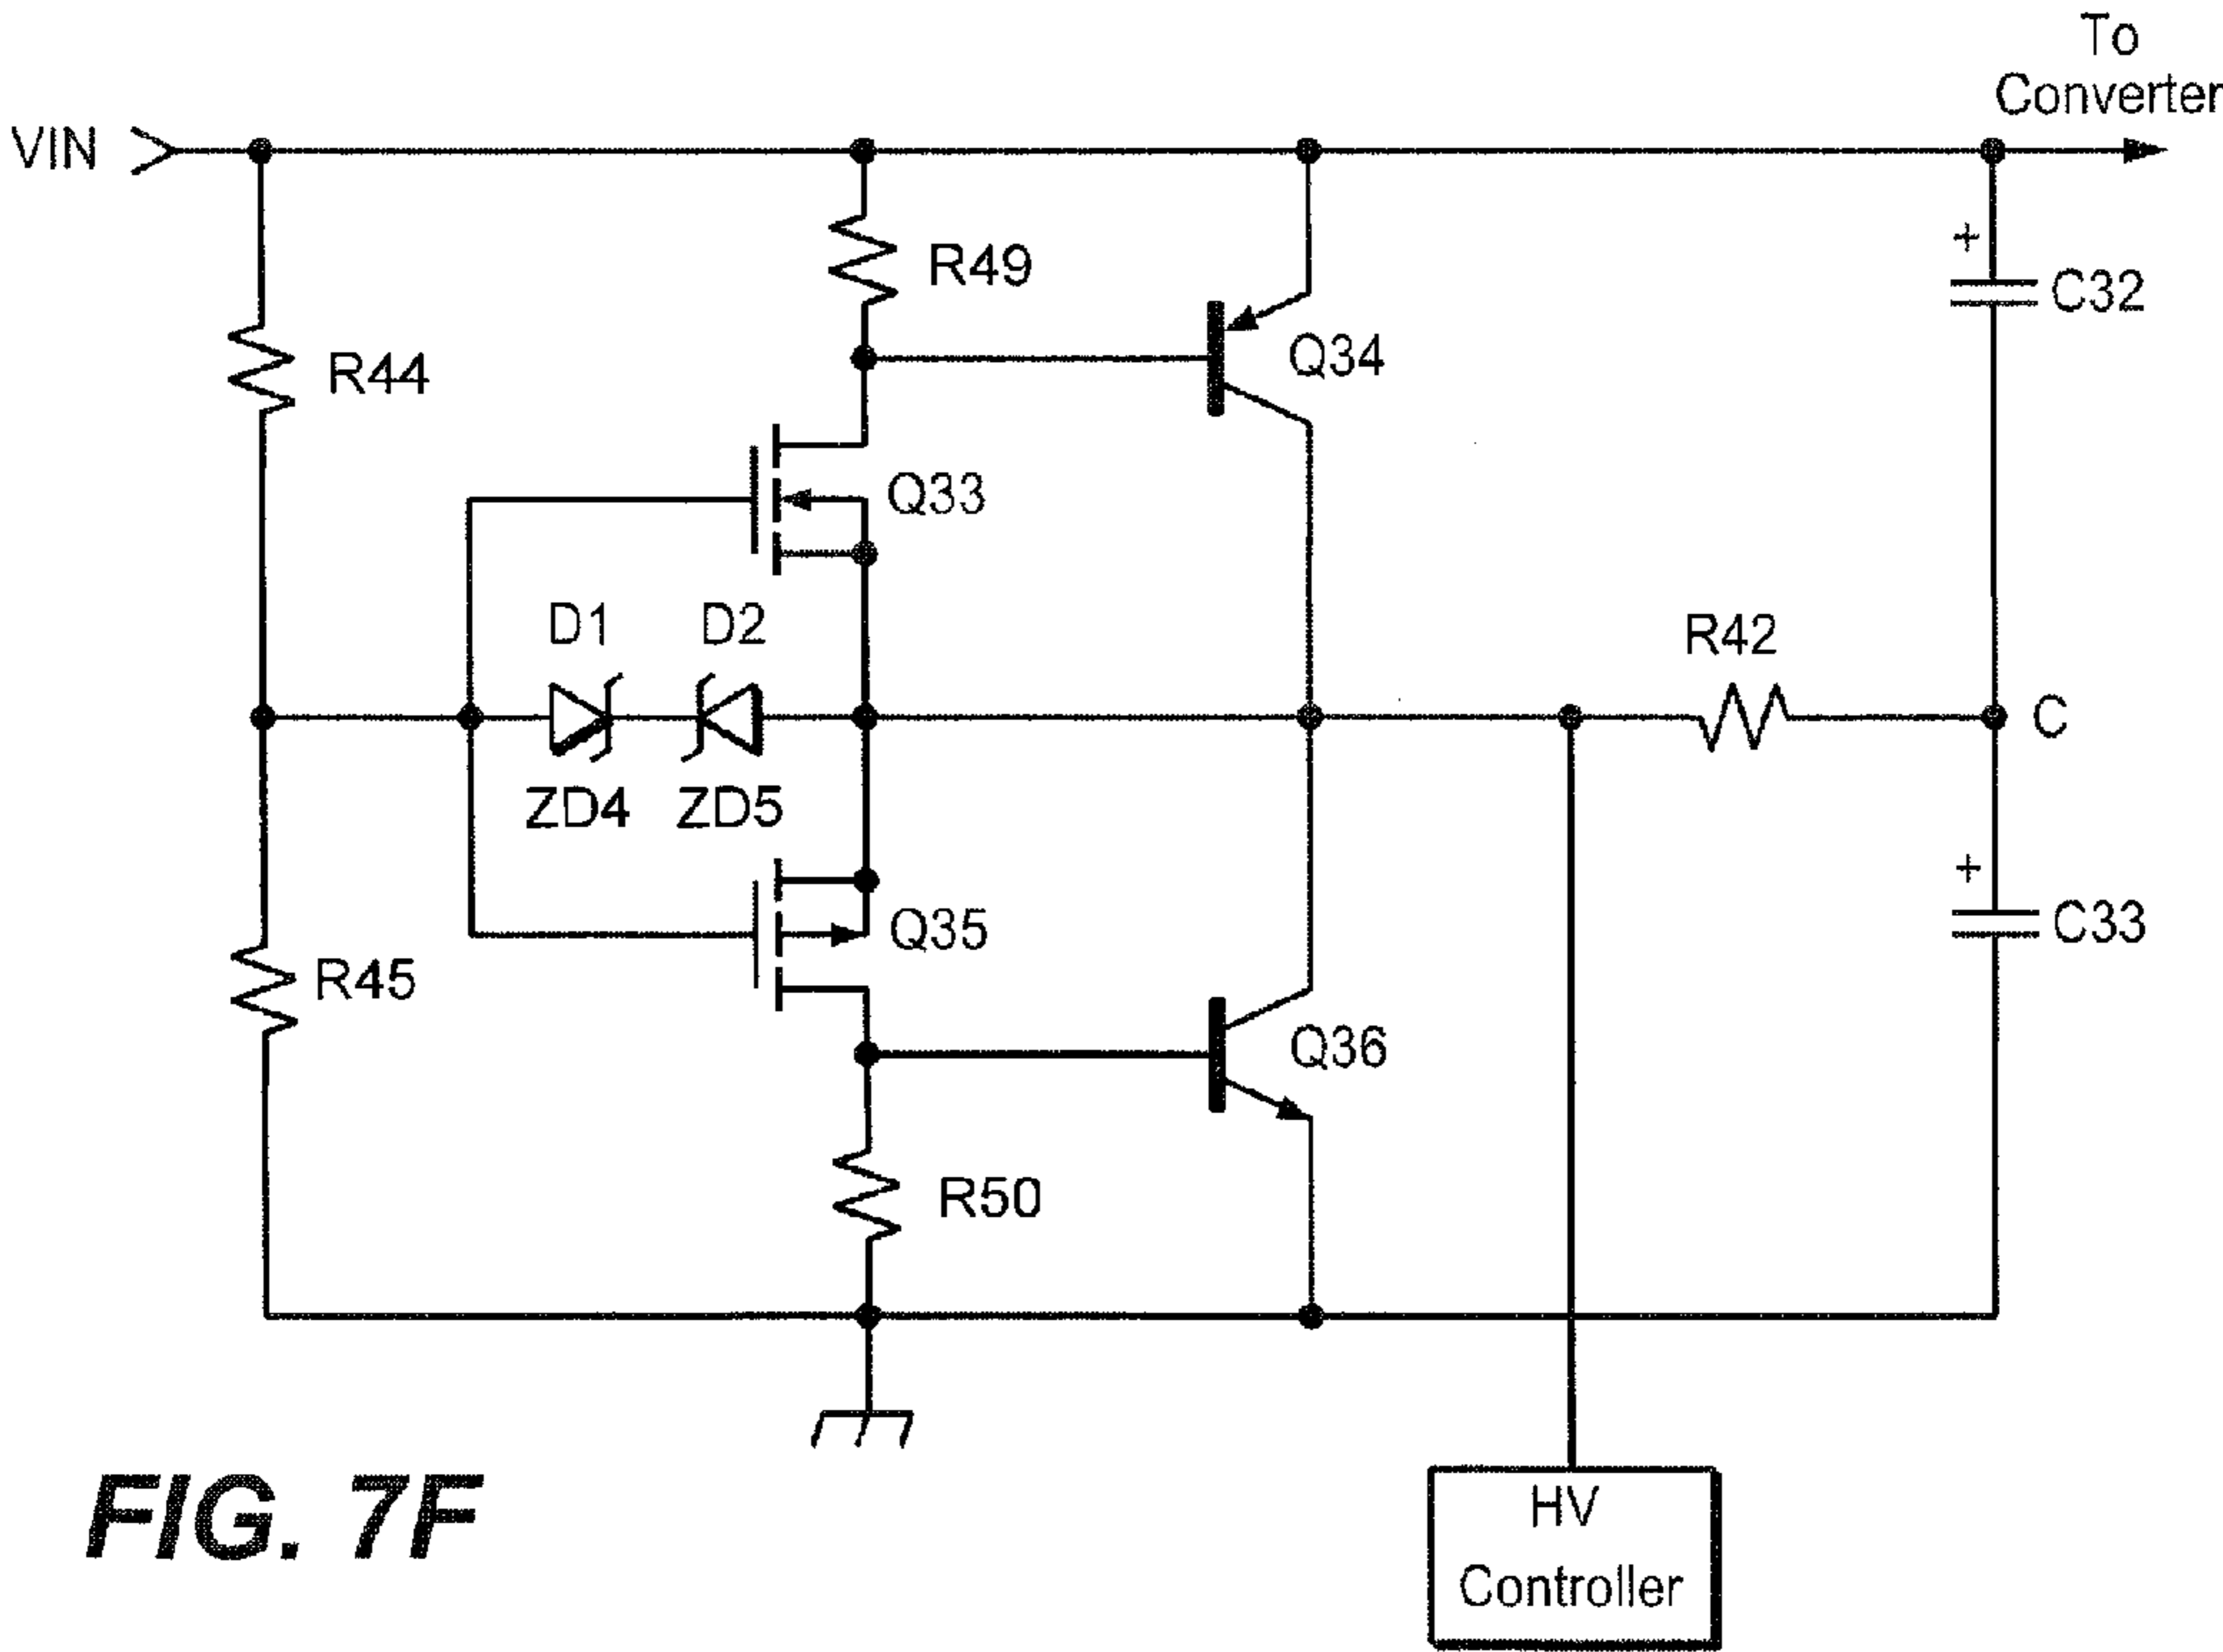 To
Converter
VIN
R49
C32
+
Q34
R44
Q33
D1
D2
R42
C
ZD4
ZD5
+
Q35
C33
R45
Q36
R50
HV
Controller
FIG. 7F